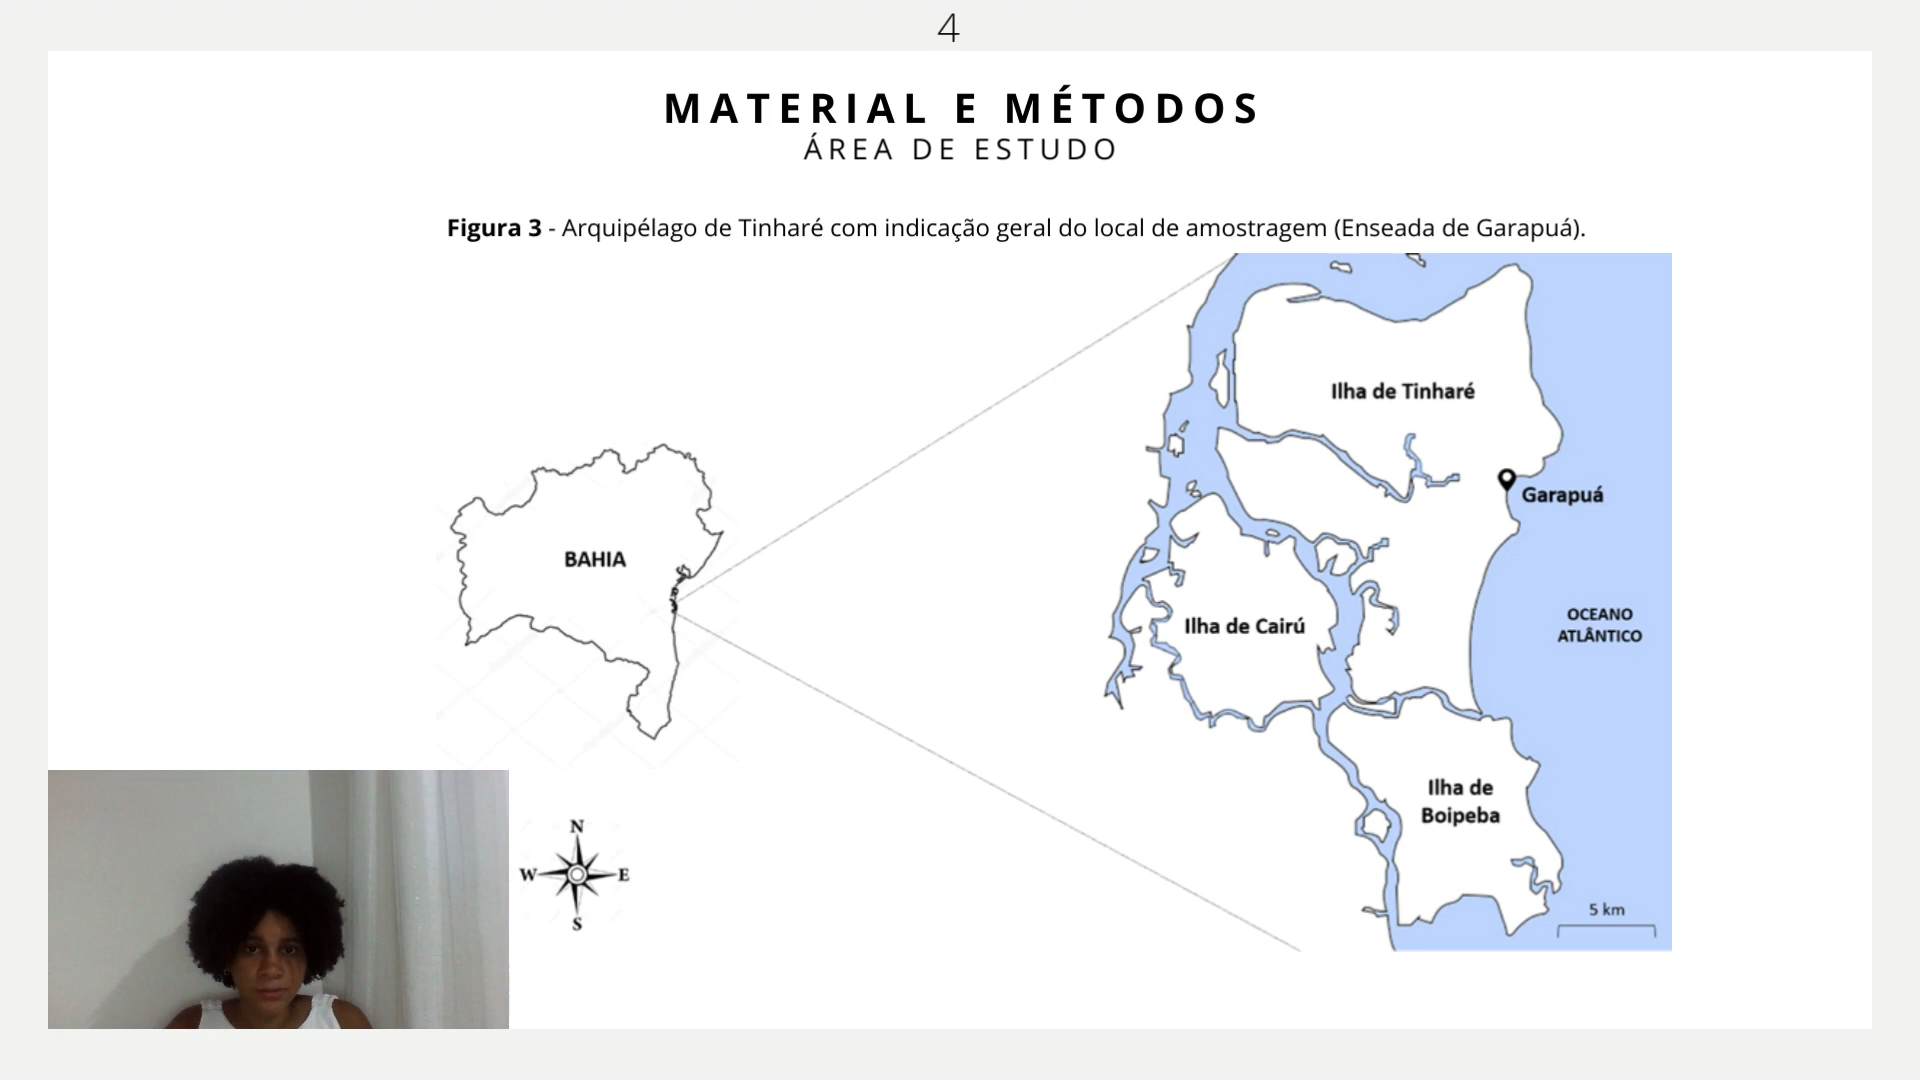 4
MATERIAL E MÉTODOS
ÁREA DE ESTUDO
Figura 3 - Arquipélago de Tinharé com indicação geral do local de amostragem (Enseada de Garapuá).
Ilha de Tinharé
Garapuá
BAHIA
OCEANO
ATLÂNTICO
Ilha de Cairú
Ilha de
Boipeba
N
W
E
S
5 km